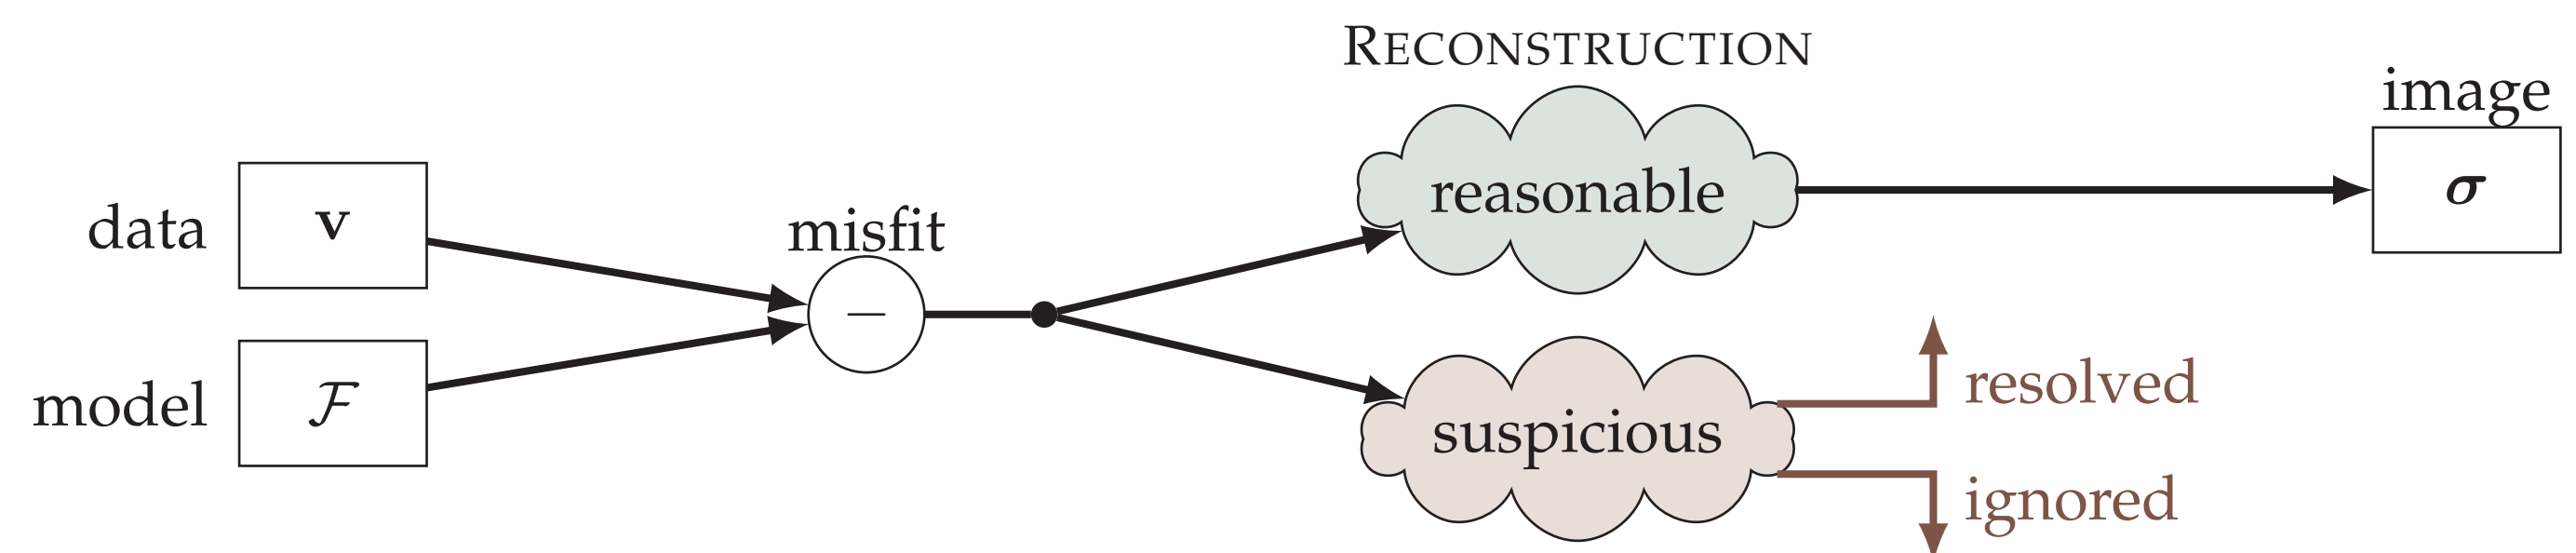 RECONSTRUCTION
image
reasonable
σ
data
v
misfit
−
model
ℱ
resolved
suspicious
ignored